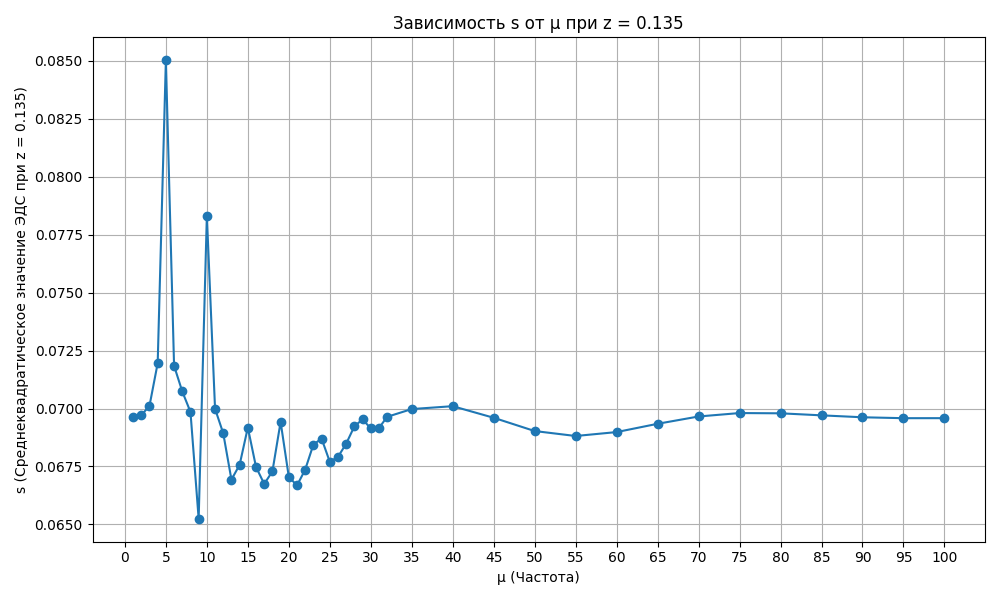 Зависимость s от μ при z = 0.135
s (Среднеквадратическое значение ЭДС при z = 0.135)
0.0850
0.0825
0.0800
0.0775
0.0750
0.0725
0.0700
0.0675
0.0650
0 5 10 15 20 25 30 35 40 45 50 55 60 65 70 75 80 85 90 95 100
μ (Частота)